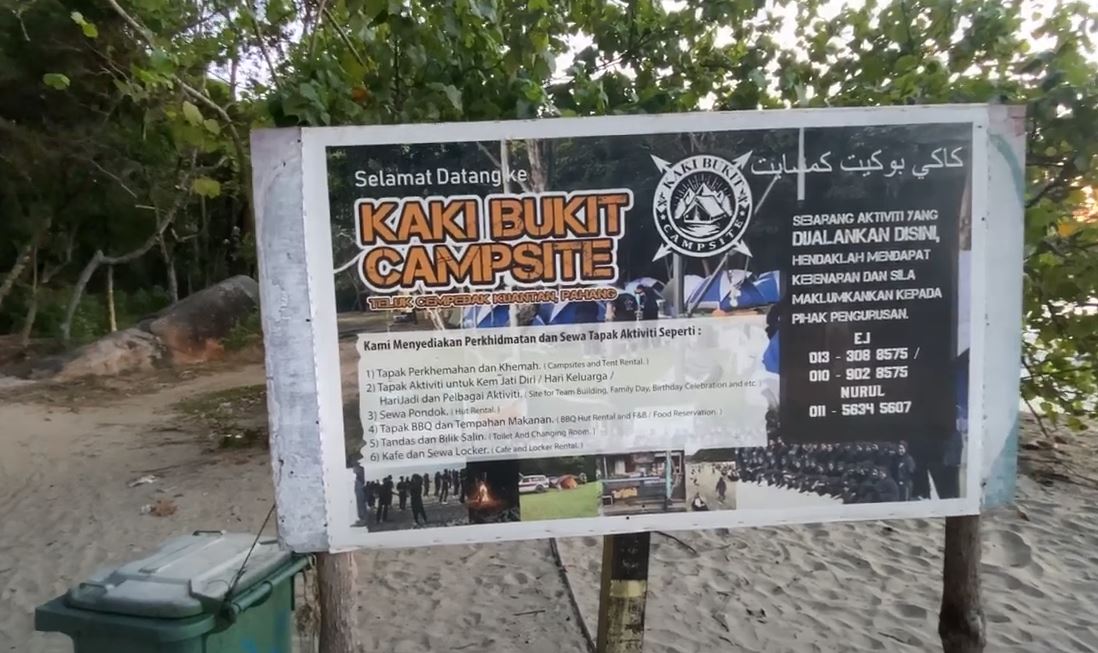 Selamat Datang ke
KAKI BUKIT
CAMPSITE
TELUK CEMPEDAK KUANTAN, PAHANG
KAKI BUKIT
CAMPSITE
كاكي بوكيت كمسايت
Kami Menyediakan Perkhidmatan dan Sewa Tapak Aktiviti Seperti :
1) Tapak Perkhemahan dan Khemah. ( Campsites and Tent Rental. )
2) Tapak Aktiviti untuk Kem Jati Diri / Hari Keluarga /
HariJadi dan Pelbagai Aktiviti. ( Site for Team Building, Family Day, Birthday Celebration and etc. )
3) Sewa Pondok. ( Hut Rental. )
4) Tapak BBQ dan Tempahan Makanan. ( BBQ Hut Rental and F&B / Food Reservation. )
5) Tandas dan Bilik Salin. ( Toilet And Changing Room. )
6) Kafe dan Sewa Locker. ( Cafe and Locker Rental. )
SEBARANG AKTIVITI YANG
DIJALANKAN DISINI,
HENDAKLAH MENDAPAT
KEBENARAN DAN SILA
MAKLUMKANKAN KEPADA
PIHAK PENGURUSAN.
EJ
013 - 308 8575 /
010 - 902 8575
NURUL
011 - 5634 5607